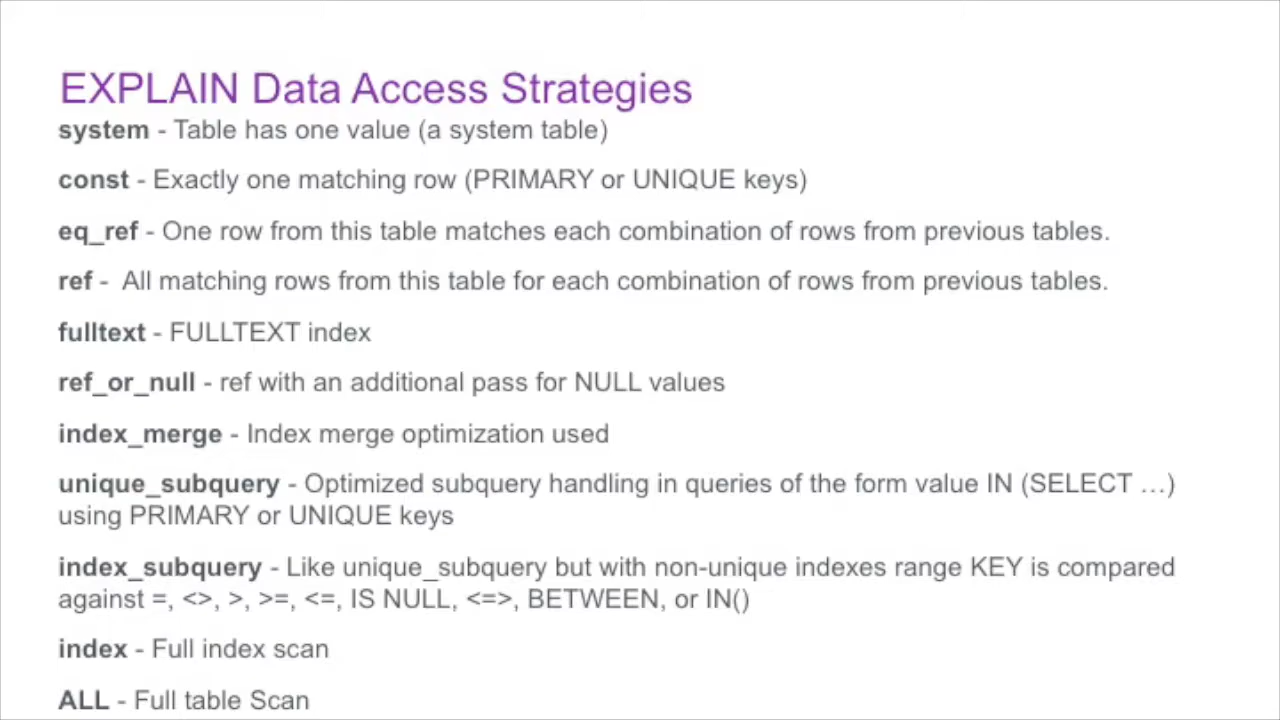 EXPLAIN Data Access Strategies
system - Table has one value (a system table)
const - Exactly one matching row (PRIMARY or UNIQUE keys)
eq_ref - One row from this table matches each combination of rows from previous tables.
ref -  All matching rows from this table for each combination of rows from previous tables.
fulltext - FULLTEXT index
ref_or_null - ref with an additional pass for NULL values
index_merge - Index merge optimization used
unique_subquery - Optimized subquery handling in queries of the form value IN (SELECT …)
using PRIMARY or UNIQUE keys
index_subquery - Like unique_subquery but with non-unique indexes range KEY is compared
against =, <>, >, >=, <=, IS NULL, <=>, BETWEEN, or IN()
index - Full index scan
ALL - Full table Scan